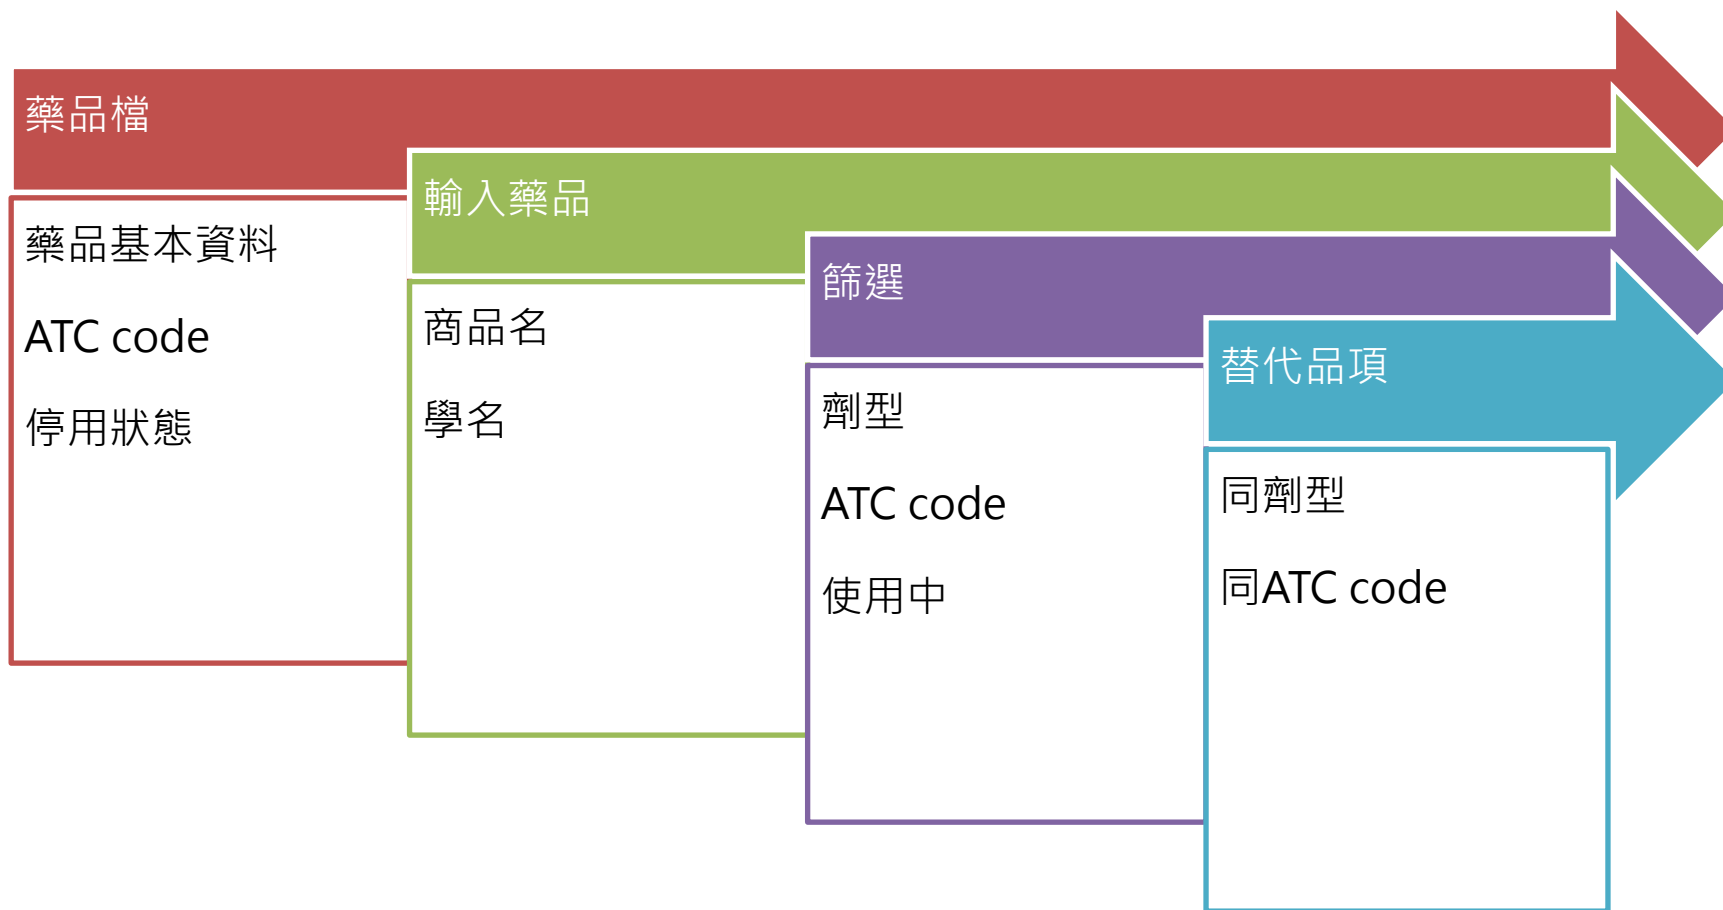 藥品檔
藥品基本資料
ATC code
停用狀態
輸入藥品
商品名
學名
篩選
劑型
ATC code
使用中
替代品項
同劑型
同ATC code